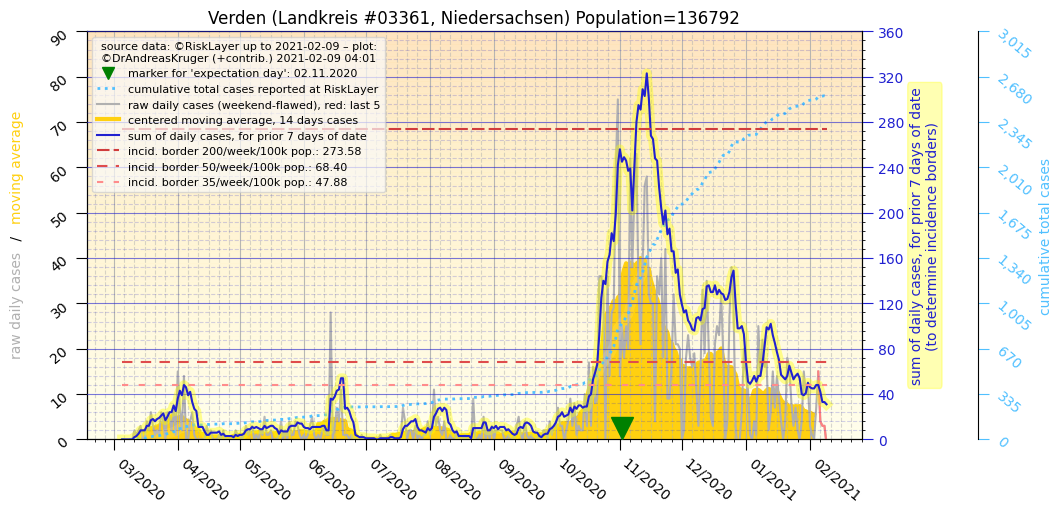 Verden (Landkreis #03361, Niedersachsen) Population=136792
source data: ©RiskLayer up to 2021-02-09 – plot:
©DrAndreasKruger (+contrib.) 2021-02-09 04:01
marker for 'expectation day': 02.11.2020
cumulative total cases reported at RiskLayer
raw daily cases (weekend-flawed), red: last 5
centered moving average, 14 days cases
sum of daily cases, for prior 7 days of date
incid. border 200/week/100k pop.: 273.58
incid. border 50/week/100k pop.: 68.40
incid. border 35/week/100k pop.: 47.88
raw daily cases / moving average
90
80
70
60
50
40
30
20
10
0
03/2020
04/2020
05/2020
06/2020
07/2020
08/2020
09/2020
10/2020
11/2020
12/2020
01/2021
02/2021
360
320
280
240
200
160
120
80
40
0
sum of daily cases, for prior 7 days of date
(to determine incidence borders)
3,015
2,680
2,345
2,010
1,675
1,340
1,005
670
335
0
cumulative total cases